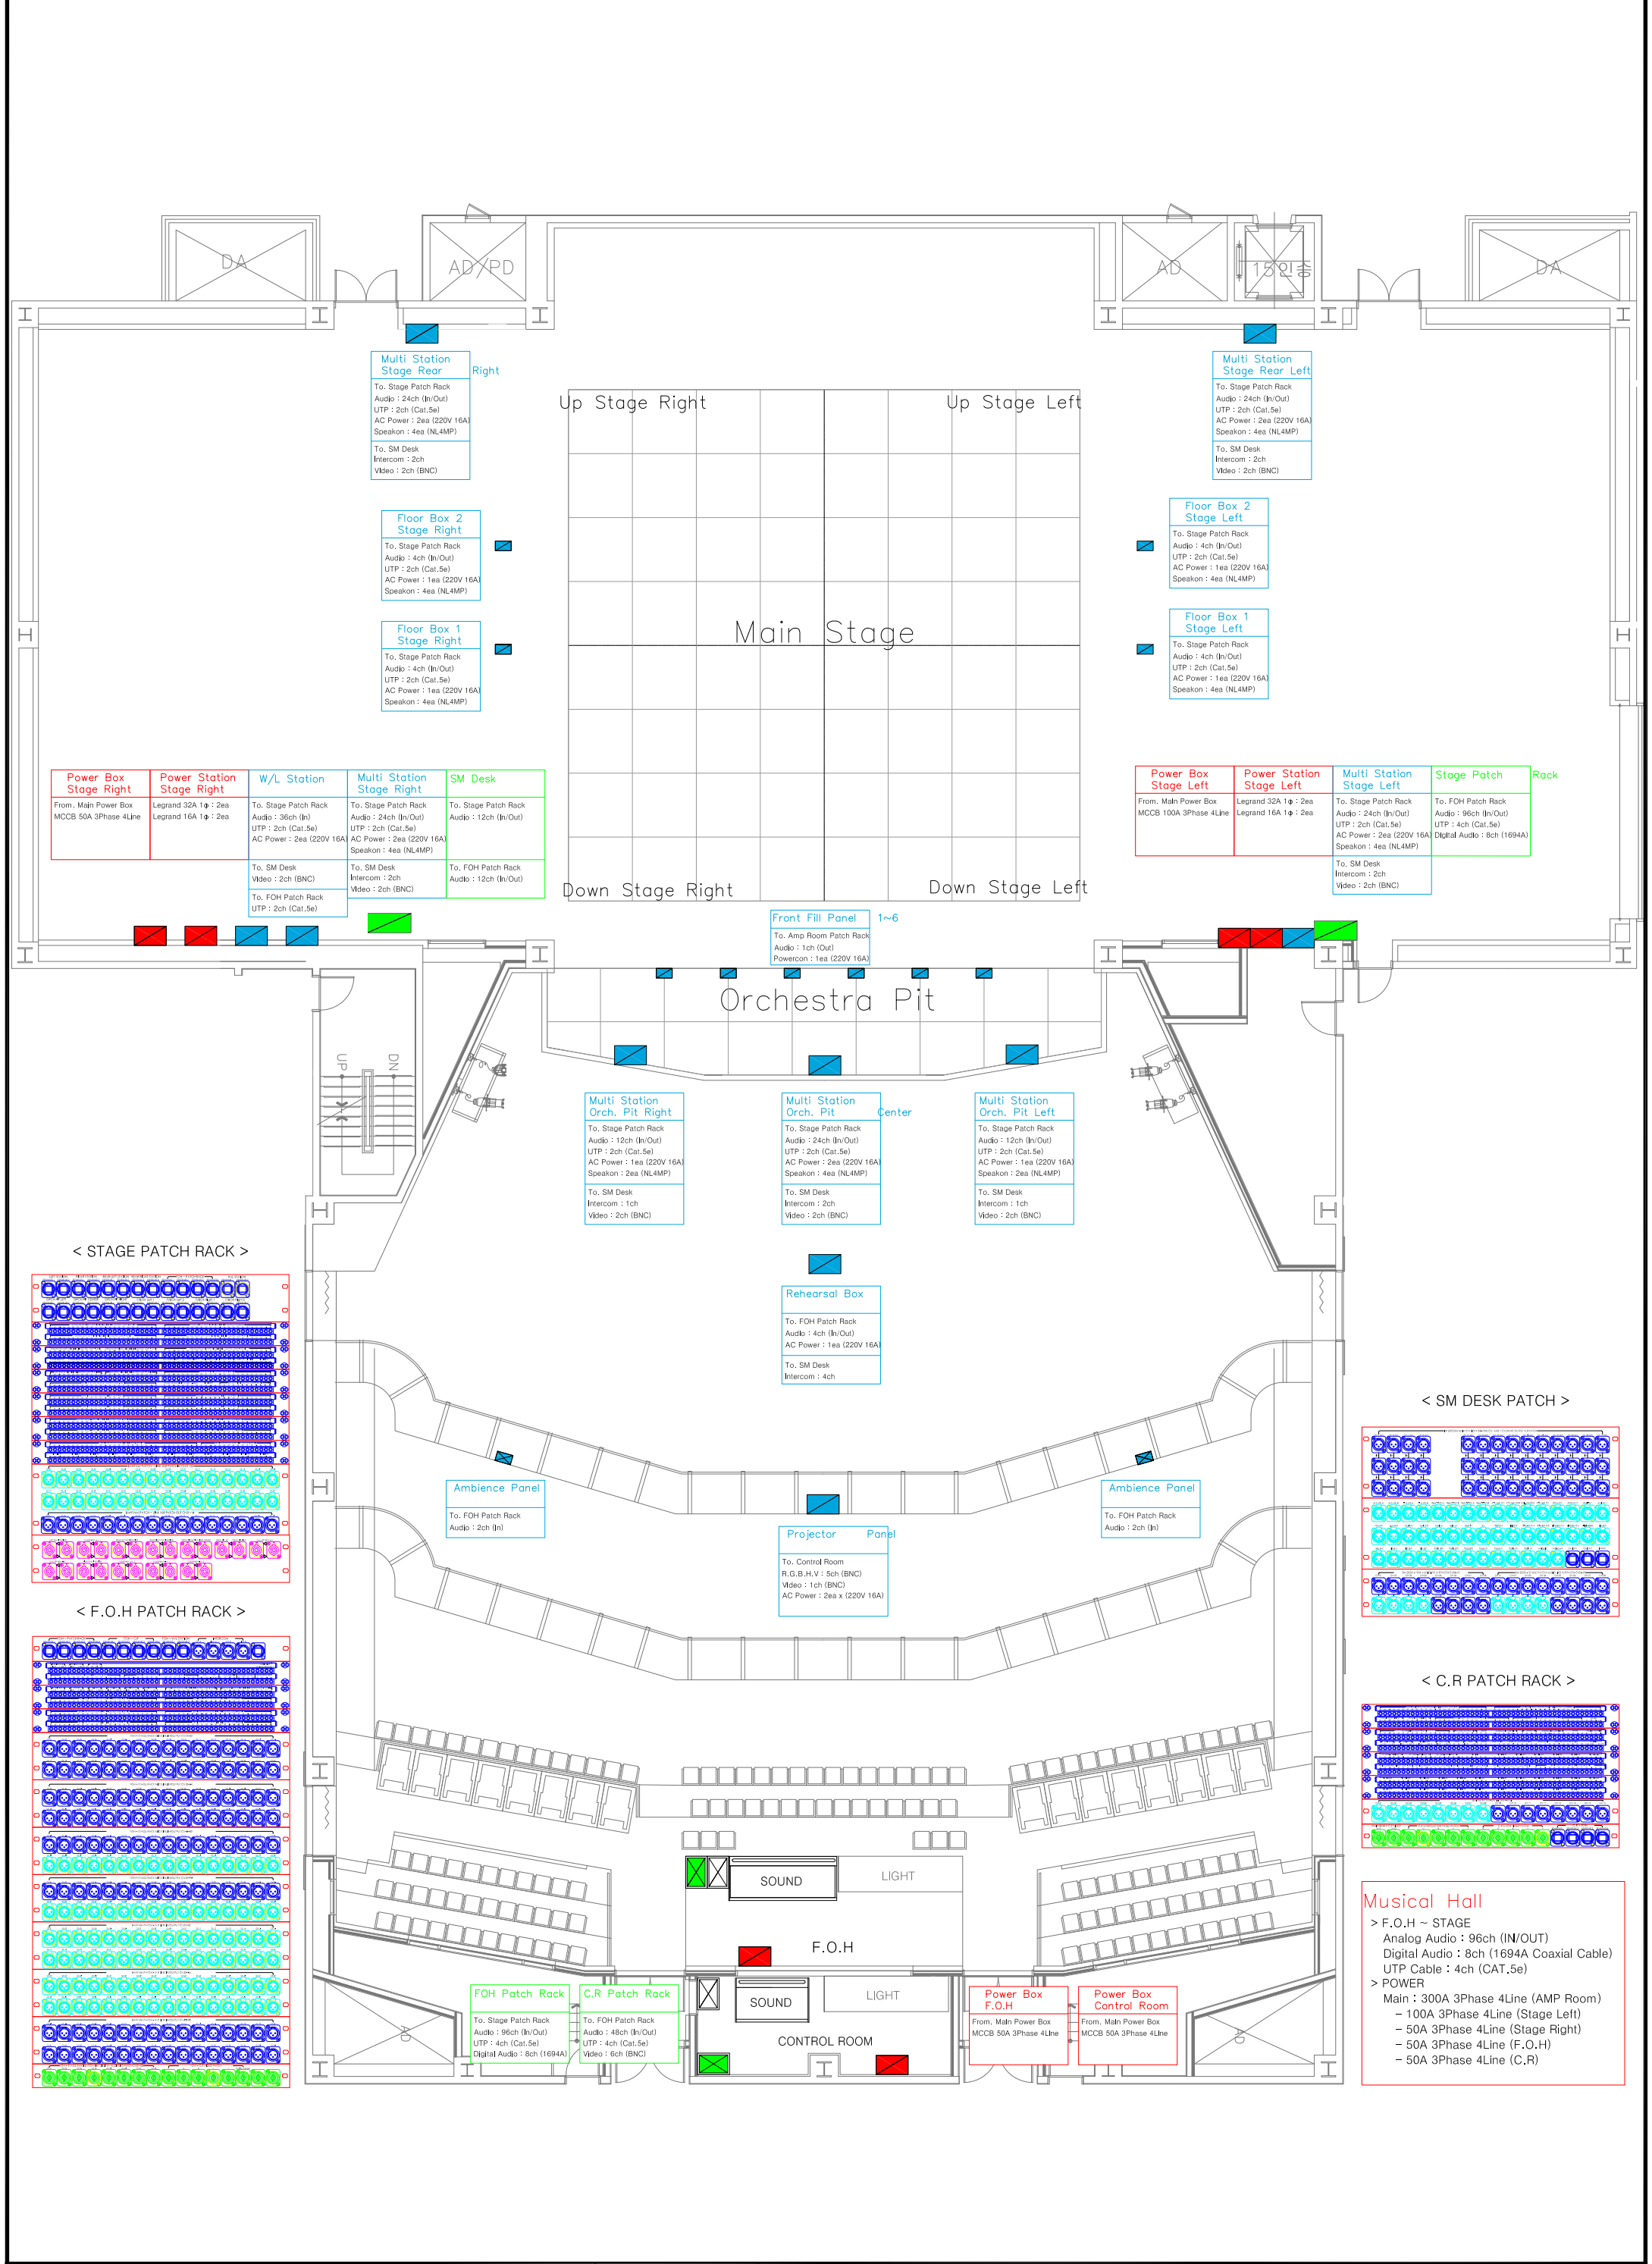 DA
AD/PD
AD
15인승
DA
Multi Station
Stage Rear Right
To. Stage Patch Rack
Audio : 24ch (In/Out)
UTP : 2ch (Cat.5e)
AC Power : 2ea (220V 16A)
Speakon : 4ea (NL4MP)
To. SM Desk
Intercom : 2ch
Video : 2ch (BNC)
Multi Station
Stage Rear Left
To. Stage Patch Rack
Audio : 24ch (In/Out)
UTP : 2ch (Cat.5e)
AC Power : 2ea (220V 16A)
Speakon : 4ea (NL4MP)
To. SM Desk
Intercom : 2ch
Video : 2ch (BNC)
Up Stage Right
Up Stage Left
Floor Box 2
Stage Right
To. Stage Patch Rack
Audio : 4ch (In/Out)
UTP : 2ch (Cat.5e)
AC Power : 1ea (220V 16A)
Speakon : 4ea (NL4MP)
Floor Box 2
Stage Left
To. Stage Patch Rack
Audio : 4ch (In/Out)
UTP : 2ch (Cat.5e)
AC Power : 1ea (220V 16A)
Speakon : 4ea (NL4MP)
Floor Box 1
Stage Right
To. Stage Patch Rack
Audio : 4ch (In/Out)
UTP : 2ch (Cat.5e)
AC Power : 1ea (220V 16A)
Speakon : 4ea (NL4MP)
Main Stage
Floor Box 1
Stage Left
To. Stage Patch Rack
Audio : 4ch (In/Out)
UTP : 2ch (Cat.5e)
AC Power : 1ea (220V 16A)
Speakon : 4ea (NL4MP)
Power Box
Stage Right
From. Main Power Box
MCCB 50A 3Phase 4Line
Power Station
Stage Right
Legrand 32A 1φ : 2ea
Legrand 16A 1φ : 2ea
W/L Station
To. Stage Patch Rack
Audio : 36ch (In)
UTP : 2ch (Cat.5e)
AC Power : 2ea (220V 16A)
To. SM Desk
Video : 2ch (BNC)
To. FOH Patch Rack
UTP : 2ch (Cat.5e)
Multi Station
Stage Right
To. Stage Patch Rack
Audio : 24ch (In/Out)
UTP : 2ch (Cat.5e)
AC Power : 2ea (220V 16A)
Speakon : 4ea (NL4MP)
To. SM Desk
Intercom : 2ch
Video : 2ch (BNC)
SM Desk
To. Stage Patch Rack
Audio : 12ch (In/Out)
To. FOH Patch Rack
Audio : 12ch (In/Out)
Power Box
Stage Left
From. Main Power Box
MCCB 100A 3Phase 4Line
Power Station
Stage Left
Legrand 32A 1φ : 2ea
Legrand 16A 1φ : 2ea
Multi Station
Stage Left
To. Stage Patch Rack
Audio : 24ch (In/Out)
UTP : 2ch (Cat.5e)
AC Power : 2ea (220V 16A)
Speakon : 4ea (NL4MP)
To. SM Desk
Intercom : 2ch
Video : 2ch (BNC)
Stage Patch Rack
To. FOH Patch Rack
Audio : 96ch (In/Out)
UTP : 4ch (Cat.5e)
Digital Audio : 8ch (1694A)
Down Stage Right
Down Stage Left
Front Fill Panel 1~6
To. Amp Room Patch Rack
Audio : 1ch (Out)
Powercon : 1ea (220V 16A)
Orchestra Pit
UP
DN
Multi Station
Orch. Pit Right
To. Stage Patch Rack
Audio : 12ch (In/Out)
UTP : 2ch (Cat.5e)
AC Power : 1ea (220V 16A)
Speakon : 2ea (NL4MP)
To. SM Desk
Intercom : 1ch
Video : 2ch (BNC)
Multi Station
Orch. Pit Center
To. Stage Patch Rack
Audio : 24ch (In/Out)
UTP : 2ch (Cat.5e)
AC Power : 2ea (220V 16A)
Speakon : 4ea (NL4MP)
To. SM Desk
Intercom : 2ch
Video : 2ch (BNC)
Multi Station
Orch. Pit Left
To. Stage Patch Rack
Audio : 12ch (In/Out)
UTP : 2ch (Cat.5e)
AC Power : 1ea (220V 16A)
Speakon : 2ea (NL4MP)
To. SM Desk
Intercom : 1ch
Video : 2ch (BNC)
< STAGE PATCH RACK >
Rehearsal Box
To. FOH Patch Rack
Audio : 4ch (In/Out)
AC Power : 1ea (220V 16A)
To. SM Desk
Intercom : 4ch
< SM DESK PATCH >
Ambience Panel
To. FOH Patch Rack
Audio : 2ch (In)
Ambience Panel
To. FOH Patch Rack
Audio : 2ch (In)
Projector Panel
To. Control Room
R.G.B.H.V : 5ch (BNC)
Video : 1ch (BNC)
AC Power : 2ea x (220V 16A)
< F.O.H PATCH RACK >
< C.R PATCH RACK >
SOUND
LIGHT
F.O.H
SOUND
LIGHT
CONTROL ROOM
AD
AD
FOH Patch Rack
To. Stage Patch Rack
Audio : 96ch (In/Out)
UTP : 4ch (Cat.5e)
Digital Audio : 8ch (1694A)
C.R Patch Rack
To. FOH Patch Rack
Audio : 48ch (In/Out)
UTP : 4ch (Cat.5e)
Video : 6ch (BNC)
Power Box
F.O.H
From. Main Power Box
MCCB 50A 3Phase 4Line
Power Box
Control Room
From. Main Power Box
MCCB 50A 3Phase 4Line
Musical Hall
> F.O.H ~ STAGE
Analog Audio : 96ch (IN/OUT)
Digital Audio : 8ch (1694A Coaxial Cable)
UTP Cable : 4ch (CAT.5e)
> POWER
Main : 300A 3Phase 4Line (AMP Room)
- 100A 3Phase 4Line (Stage Left)
- 50A 3Phase 4Line (Stage Right)
- 50A 3Phase 4Line (F.O.H)
- 50A 3Phase 4Line (C.R)